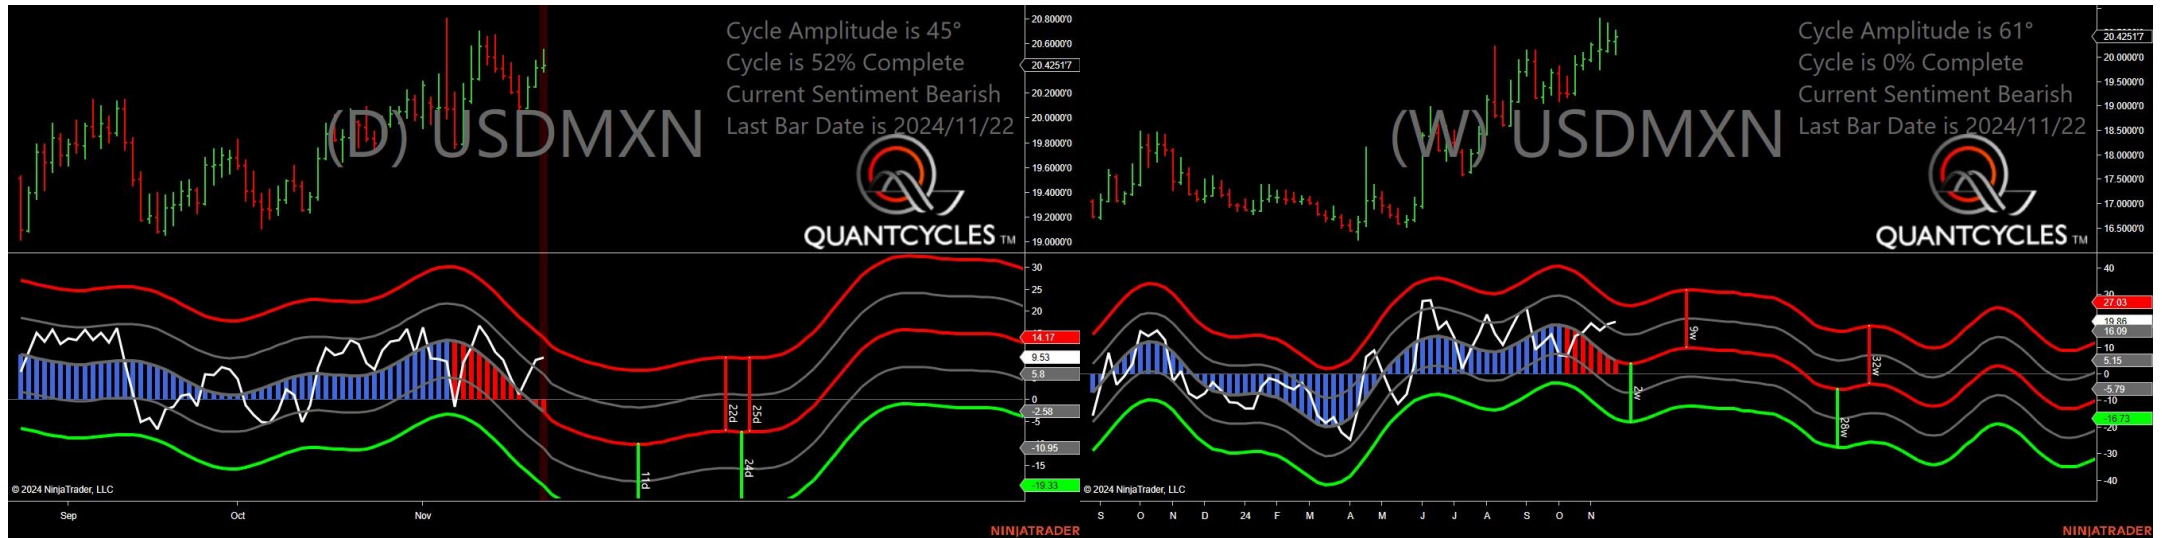 Cycle Amplitude is 45°
Cycle is 52% Complete
Current Sentiment Bearish
Last Bar Date is 2024/11/22
(D) USDMXN
QUANTCYCLES TM
20.8000'0
20.6000'0
20.4251'7
20.2000'0
20.0000'0
19.8000'0
19.6000'0
19.4000'0
19.2000'0
19.0000'0
30
25
20
14.17
9.53
5.8
0
-2.58
-5
-10.95
-15
-19.33
11d
22d
24d
25d
© 2024 NinjaTrader, LLC
Sep Oct Nov
NINJATRADER
Cycle Amplitude is 61°
Cycle is 0% Complete
Current Sentiment Bearish
Last Bar Date is 2024/11/22
(W) USDMXN
QUANTCYCLES TM
20.4251'7
20.0000'0
19.5000'0
19.0000'0
18.5000'0
18.0000'0
17.5000'0
17.0000'0
16.5000'0
40
30
27.03
19.86
16.09
10
5.15
0
-5.79
-10
-16.73
-20
-30
-40
2w
9w
28w
32w
© 2024 NinjaTrader, LLC
S O N D 24 F M A M J J A S O N
NINJATRADER